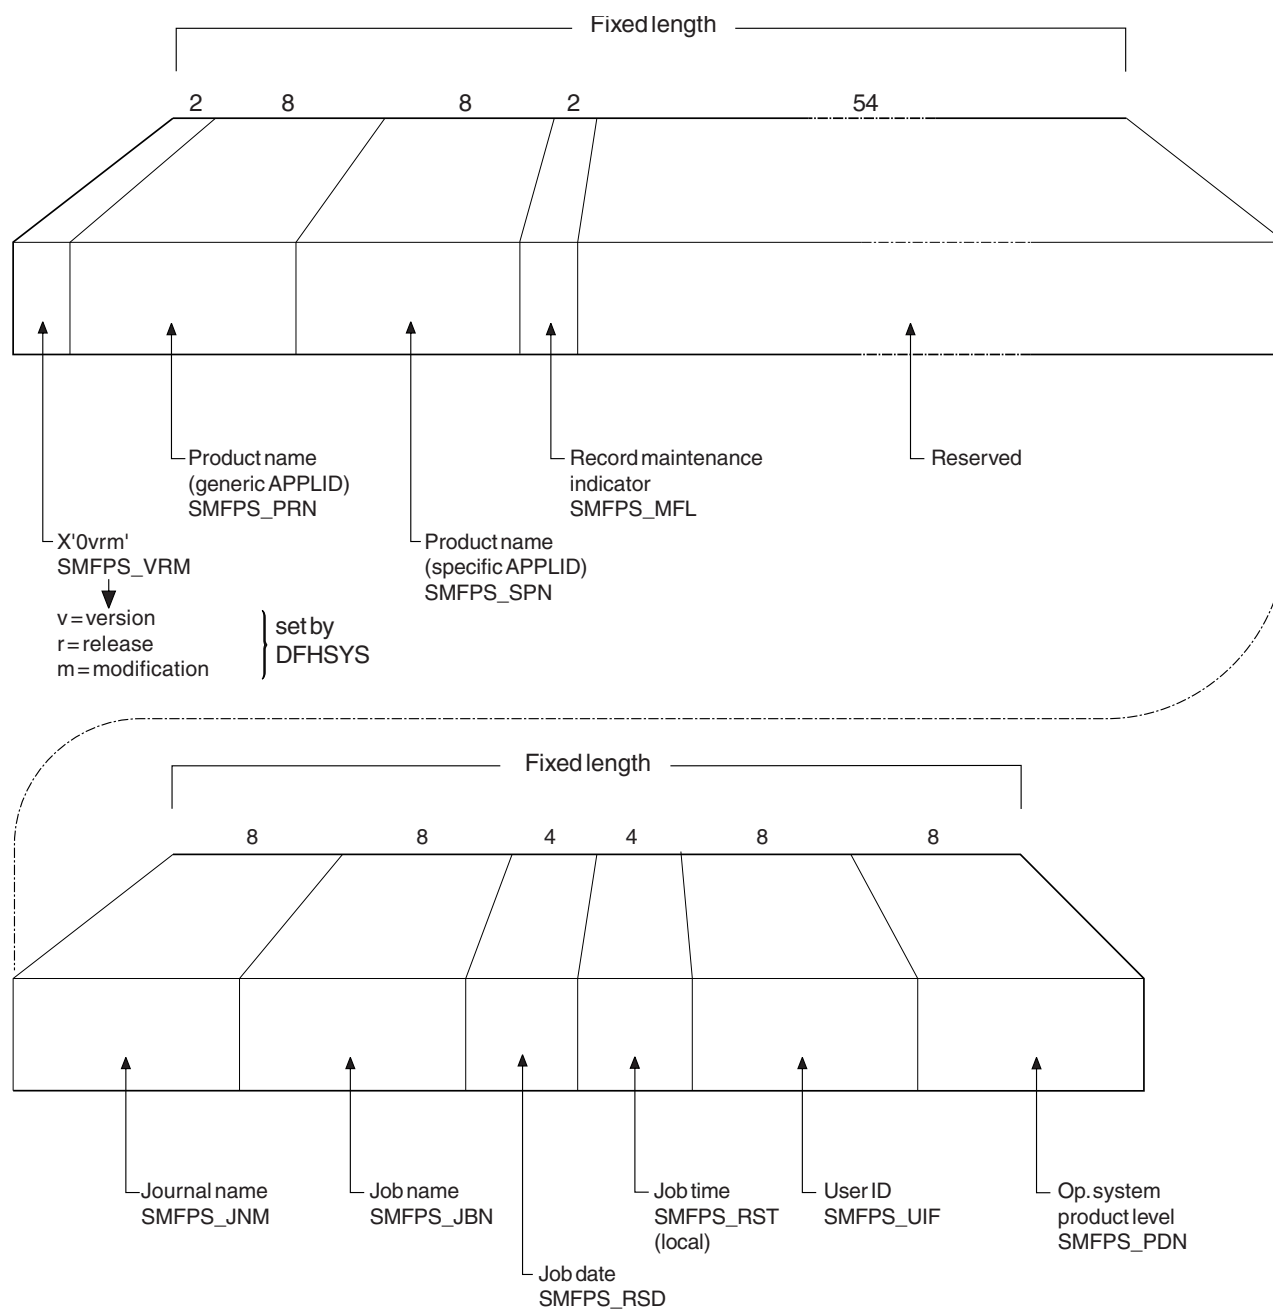 Fixed length
2 8 8 2 54
Product name
(generic APPLID)
SMFPS_PRN
Record maintenance
indicator
SMFPS_MFL
Reserved
X'0vrm'
SMFPS_VRM
Product name
(specific APPLID)
SMFPS_SPN
v=version
r=release
m=modification
set by
DFHSYS
Fixed length
8 8 4 4 8 8
Journal name
SMFPS_JNM
Job name
SMFPS_JBN
Job time
SMFPS_RST
(local)
User ID
SMFPS_UIF
Op. system
product level
SMFPS_PDN
Job date
SMFPS_RSD